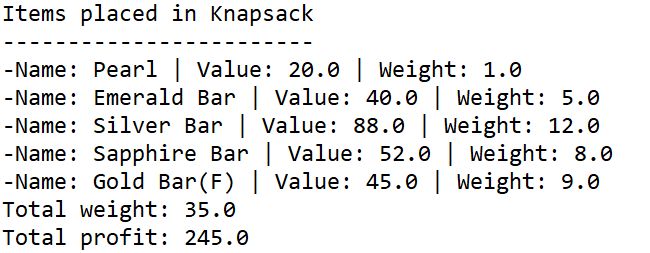 Items placed in Knapsack
------------------------
-Name: Pearl | Value: 20.0 | Weight: 1.0
-Name: Emerald Bar | Value: 40.0 | Weight: 5.0
-Name: Silver Bar | Value: 88.0 | Weight: 12.0
-Name: Sapphire Bar | Value: 52.0 | Weight: 8.0
-Name: Gold Bar(F) | Value: 45.0 | Weight: 9.0
Total weight: 35.0
Total profit: 245.0